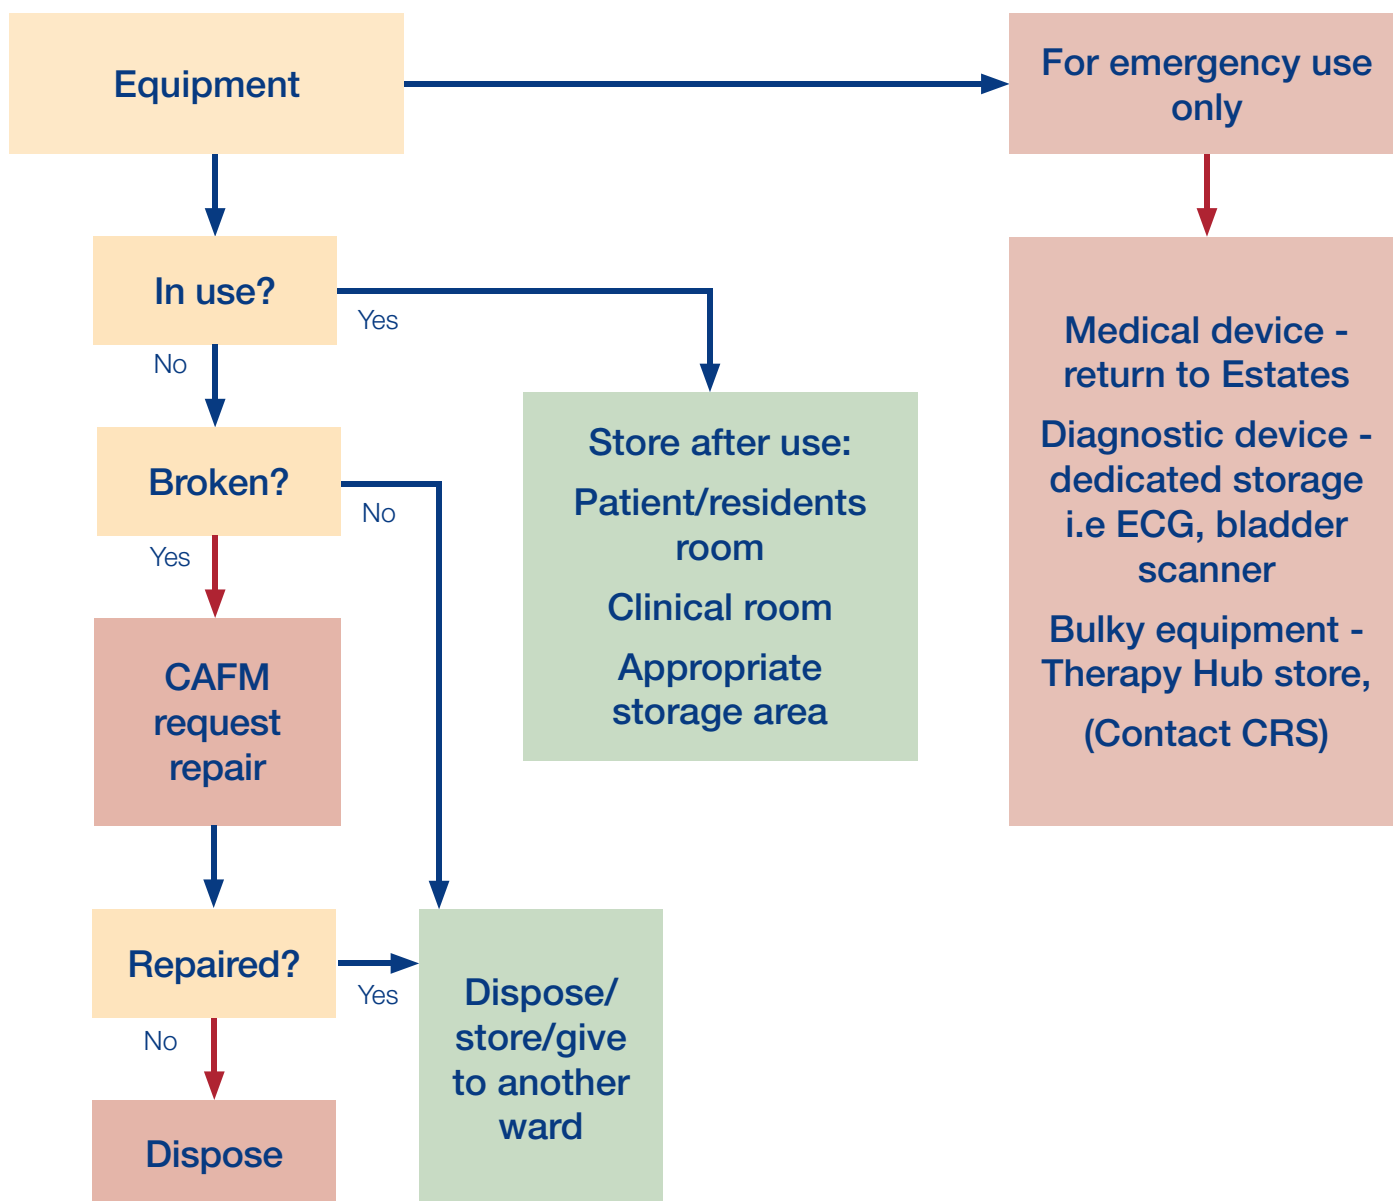 Equipment
For emergency use
only
In use?
Yes
No
Broken?
No
Yes
CAFM
request
repair
Repaired?
Yes
No
Dispose
Dispose/
store/give
to another
ward
Store after use:
Patient/residents
room
Clinical room
Appropriate
storage area
Medical device -
return to Estates
Diagnostic device -
dedicated storage
i.e ECG, bladder
scanner
Bulky equipment -
Therapy Hub store,
(Contact CRS)